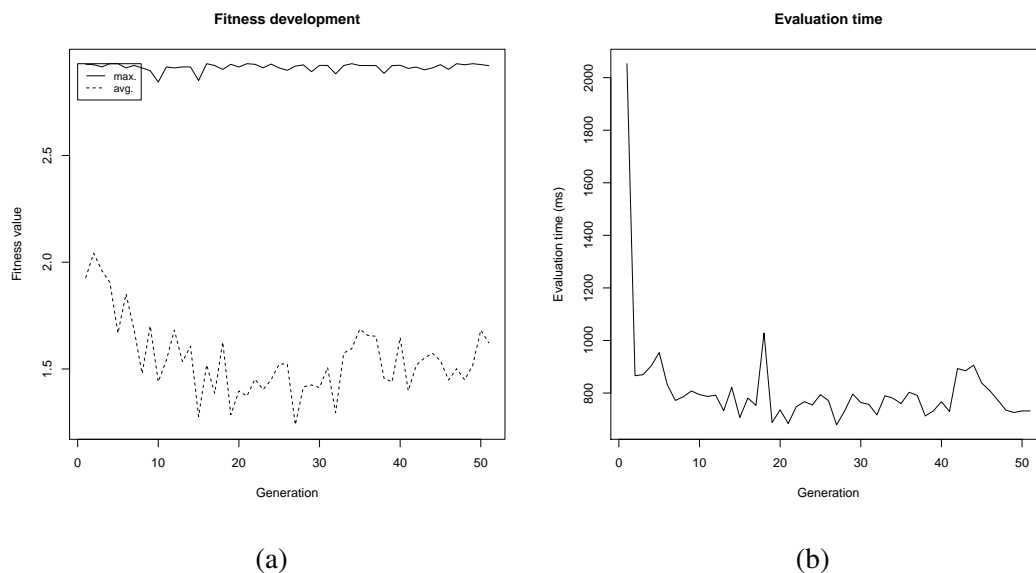 Fitness development
max.
avg.
Fitness value
2.5
2.0
1.5
0
10
20
30
40
50
Generation
(a)
Evaluation time
Evaluation time (ms)
2000
1800
1600
1400
1200
1000
800
0
10
20
30
40
50
Generation
(b)